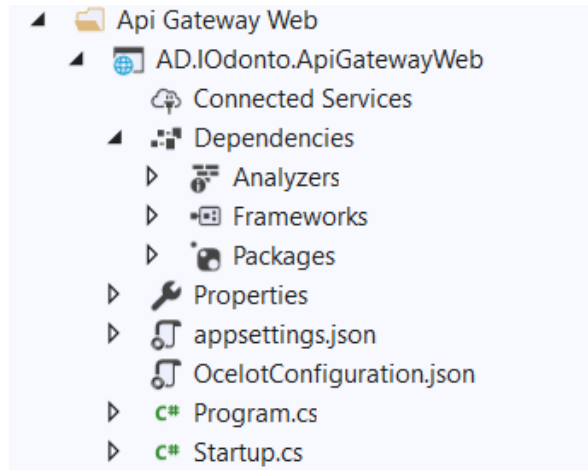 Api Gateway Web
AD.IOdonto.ApiGatewayWeb
Connected Services
Dependencies
Analyzers
Frameworks
Packages
Properties
appsettings.json
OcelotConfiguration.json
C# Program.cs
C# Startup.cs